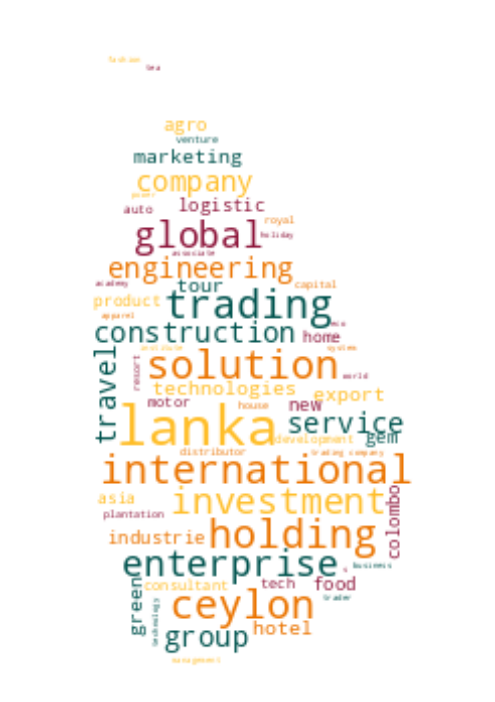 fashion
tea
agro
venture
marketing
company
power
auto logistic
royal
global holiday
associate
engineering
academy tour capital
product trading
apparel eco
construction home
travel institute system
resort solution world
technologies export
motor house new
lanka service
development gem
distributor trading company
international
asia investment
plantation colombo
industrie holding
enterprise s business
consultant tech food
green technology ceylon trader
group hotel
management